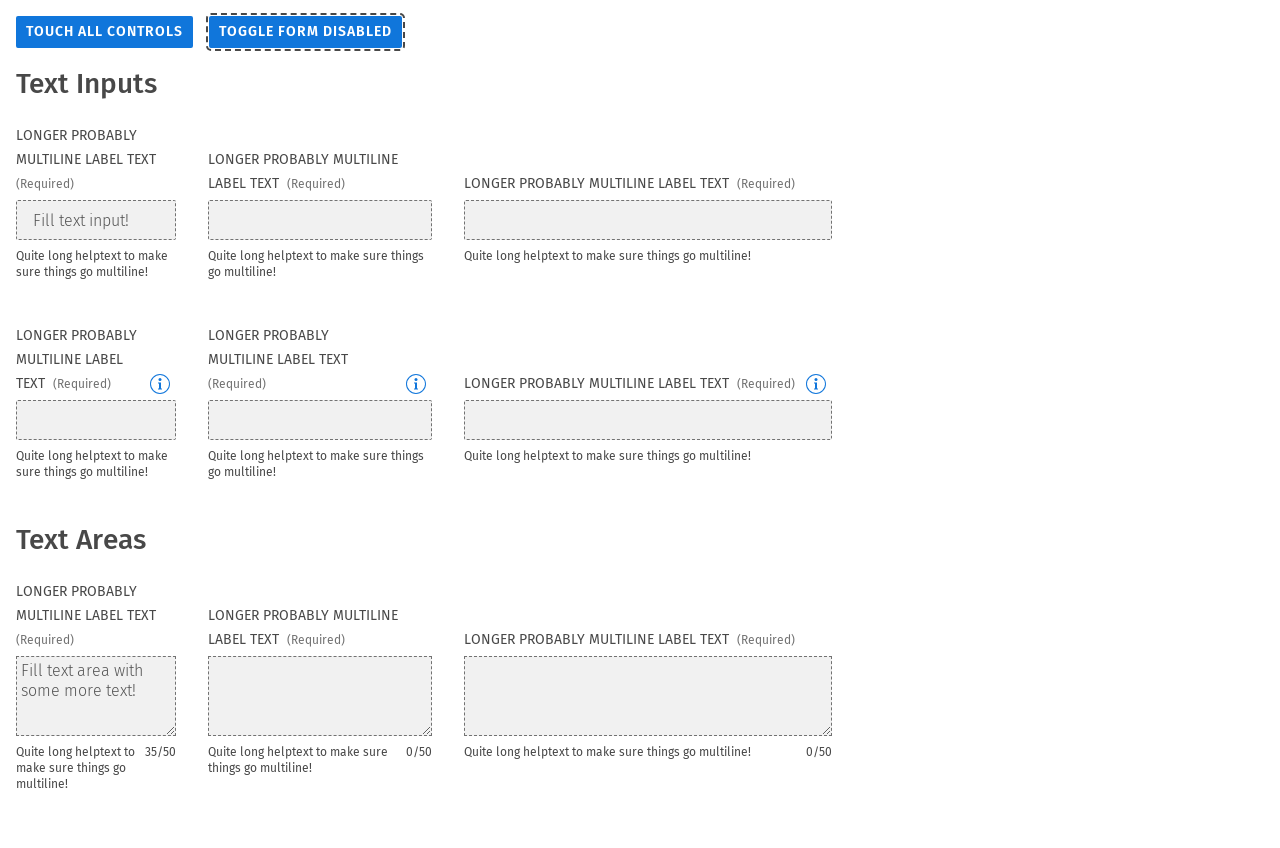 TOUCH ALL CONTROLS
TOGGLE FORM DISABLED
Text Inputs
LONGER PROBABLY
MULTILINE LABEL TEXT
(Required)
Fill text input!
Quite long helptext to make
sure things go multiline!
LONGER PROBABLY MULTILINE
LABEL TEXT (Required)
Quite long helptext to make sure things
go multiline!
LONGER PROBABLY MULTILINE LABEL TEXT (Required)
Quite long helptext to make sure things go multiline!
LONGER PROBABLY
MULTILINE LABEL
TEXT (Required)
Quite long helptext to make
sure things go multiline!
LONGER PROBABLY
MULTILINE LABEL TEXT
(Required)
Quite long helptext to make sure things
go multiline!
LONGER PROBABLY MULTILINE LABEL TEXT (Required)
Quite long helptext to make sure things go multiline!
Text Areas
LONGER PROBABLY
MULTILINE LABEL TEXT
(Required)
Fill text area with
some more text!
Quite long helptext to 35/50
make sure things go
multiline!
LONGER PROBABLY MULTILINE
LABEL TEXT (Required)
Quite long helptext to make sure 0/50
things go multiline!
LONGER PROBABLY MULTILINE LABEL TEXT (Required)
Quite long helptext to make sure things go multiline! 0/50